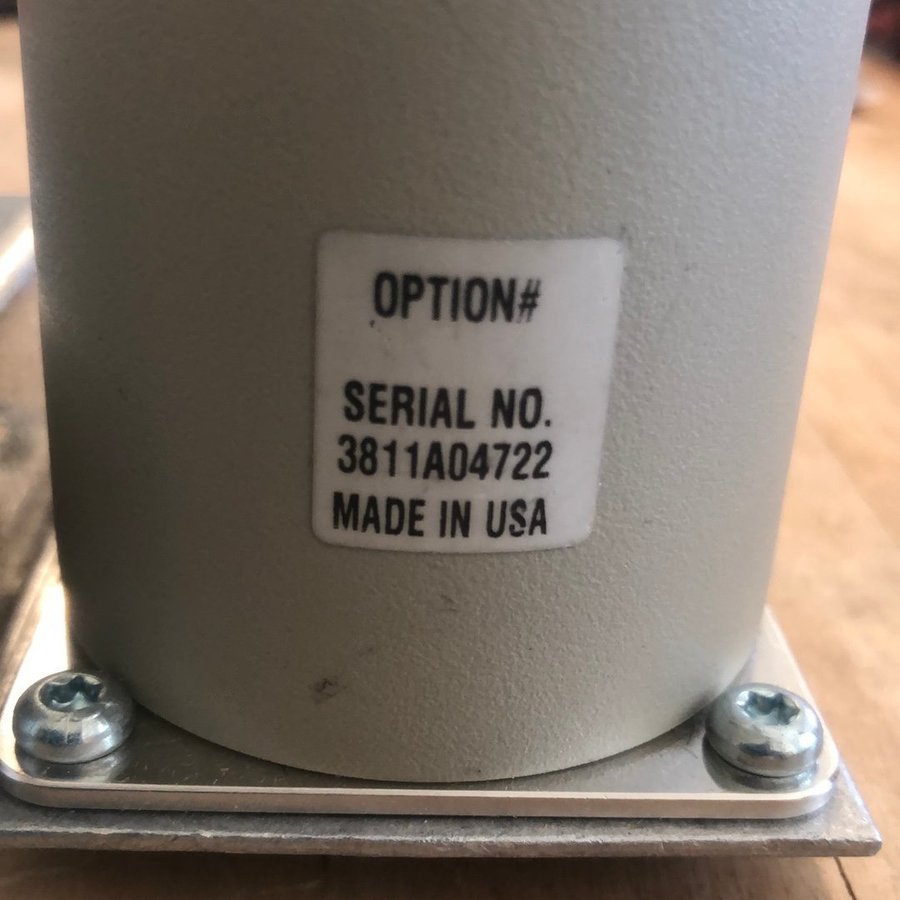 OPTION#
SERIAL NO.
3811A04722
MADE IN USA